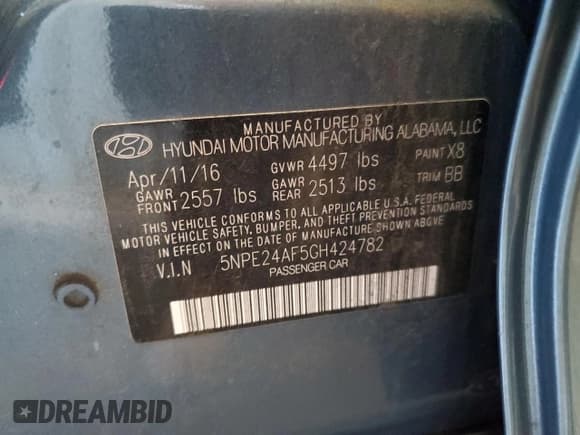 MANUFACTURED BY
HYUNDAI MOTOR MANUFACTURING ALABAMA, LLC
Apr/11/16 GVWR 4497 lbs PAINT X8
GAWR FRONT 2557 lbs GAWR REAR 2513 lbs TRIM BB
THIS VEHICLE CONFORMS TO ALL APPLICABLE U.S.A. FEDERAL
MOTOR VEHICLE SAFETY, BUMPER, AND THEFT PREVENTION STANDARDS
IN EFFECT ON THE DATE OF MANUFACTURE SHOWN ABOVE
V.I.N 5NPE24AF5GH424782
PASSENGER CAR
DREAMBID